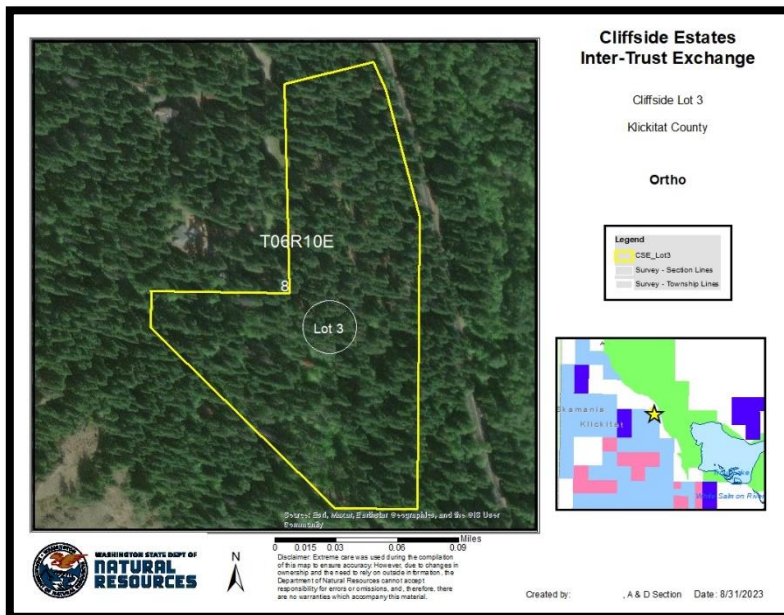 Cliffside Estates
Inter-Trust Exchange
Cliffside Lot 3
Klickitat County
Ortho
Legend
CSE_Lot3
Survey - Section Lines
Survey - Township Lines
T06R10E
8
Lot 3
Skamania
Klickitat
Source: Esri, Maxar, Earthstar Geographics, and the GIS User
Community
WASHINGTON STATE DEPT OF
NATURAL
RESOURCES
N
0 0.015 0.03 0.06 0.09
Miles
Disclaimer: Extreme care was used during the compilation
of this map to ensure accuracy. However, due to changes in
ownership and the need to rely on outside information, the
Department of Natural Resources cannot accept
responsibility for errors or omissions, and, therefore, there
are no warranties which accompany this material.
Created by: , A & D Section Date: 8/31/2023